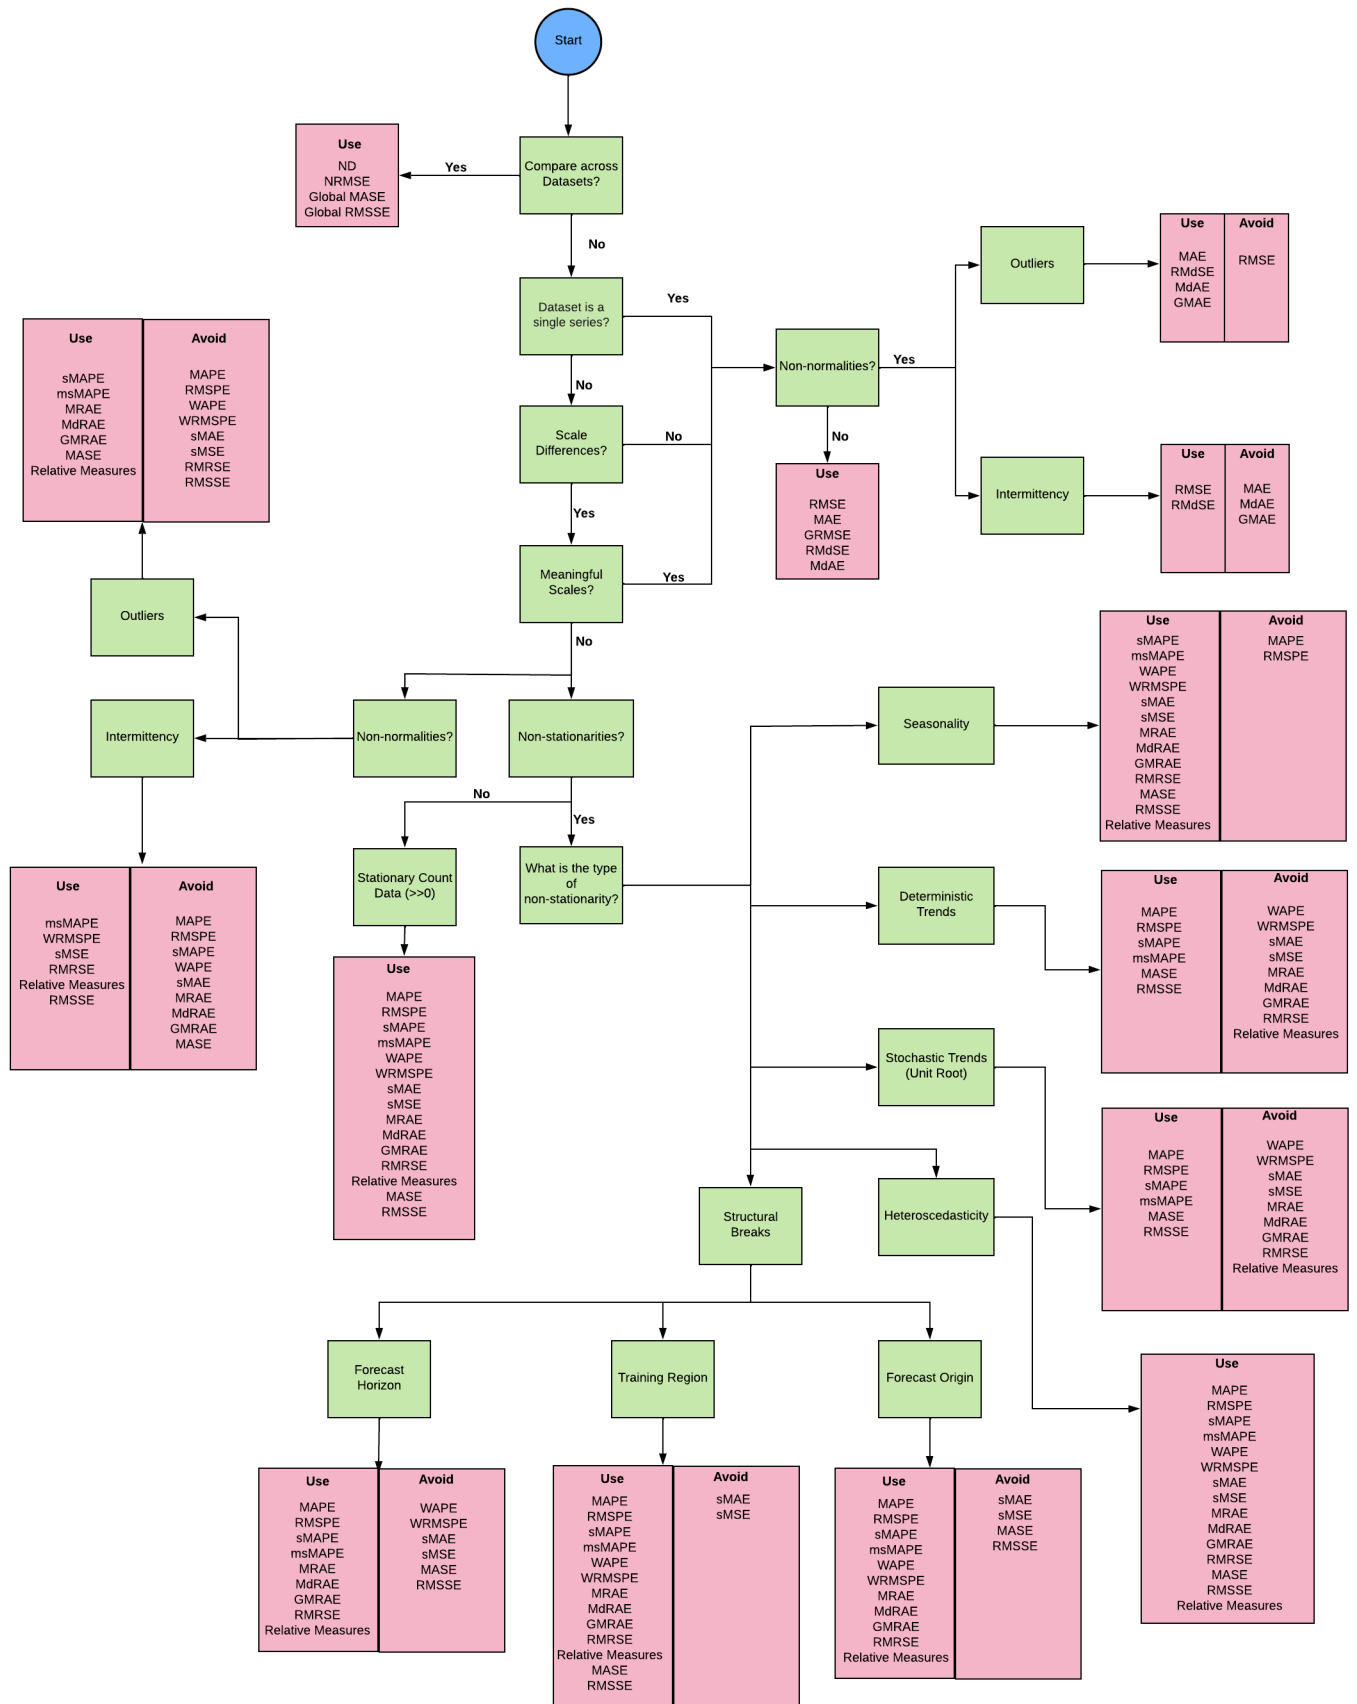 Start
Use
ND
NRMSE
Global MASE
Global RMSSE
Yes
Compare across
Datasets?
No
Dataset is a
single series?
Yes
No
Scale
Differences?
No
Yes
Meaningful
Scales?
Yes
No
Non-normalities?
Yes
No
Use
RMSE
MAE
GRMSE
RMdSE
MdAE
Outliers
Use
MAE
RMdSE
MdAE
GMAE
Avoid
RMSE
Intermittency
Use
RMSE
RMdSE
Avoid
MAE
MdAE
GMAE
Use
sMAPE
msMAPE
MRAE
MdRAE
GMRAE
MASE
Relative Measures
Avoid
MAPE
RMSPE
WAPE
WRMSPE
sMAE
sMSE
RMRSE
RMSSE
Outliers
Intermittency
Non-normalities?
Non-stationarities?
No
Yes
Use
msMAPE
WRMSPE
sMSE
RMRSE
Relative Measures
RMSSE
Avoid
MAPE
RMSPE
sMAPE
WAPE
sMAE
MRAE
MdRAE
GMRAE
MASE
Stationary Count
Data (>>0)
Use
MAPE
RMSPE
sMAPE
msMAPE
WAPE
WRMSPE
sMAE
sMSE
MRAE
MdRAE
GMRAE
RMRSE
Relative Measures
MASE
RMSSE
What is the type
of
non-stationarity?
Seasonality
Use
sMAPE
msMAPE
WAPE
WRMSPE
sMAE
sMSE
MRAE
MdRAE
GMRAE
RMRSE
MASE
RMSSE
Relative Measures
Avoid
MAPE
RMSPE
Deterministic
Trends
Use
MAPE
RMSPE
sMAPE
msMAPE
MASE
RMSSE
Avoid
WAPE
WRMSPE
sMAE
sMSE
MRAE
MdRAE
GMRAE
RMRSE
Relative Measures
Stochastic Trends
(Unit Root)
Use
MAPE
RMSPE
sMAPE
msMAPE
MASE
RMSSE
Avoid
WAPE
WRMSPE
sMAE
sMSE
MRAE
MdRAE
GMRAE
RMRSE
Relative Measures
Structural
Breaks
Heteroscedasticity
Use
MAPE
RMSPE
sMAPE
msMAPE
WAPE
WRMSPE
sMAE
sMSE
MRAE
MdRAE
GMRAE
RMRSE
MASE
RMSSE
Relative Measures
Forecast
Horizon
Use
MAPE
RMSPE
sMAPE
msMAPE
MRAE
MdRAE
GMRAE
RMRSE
Relative Measures
Avoid
WAPE
WRMSPE
sMAE
sMSE
MASE
RMSSE
Training Region
Use
MAPE
RMSPE
sMAPE
msMAPE
WAPE
WRMSPE
MRAE
MdRAE
GMRAE
RMRSE
Relative Measures
MASE
RMSSE
Avoid
sMAE
sMSE
Forecast Origin
Use
MAPE
RMSPE
sMAPE
msMAPE
WAPE
WRMSPE
MRAE
MdRAE
GMRAE
RMRSE
Relative Measures
Avoid
sMAE
sMSE
MASE
RMSSE